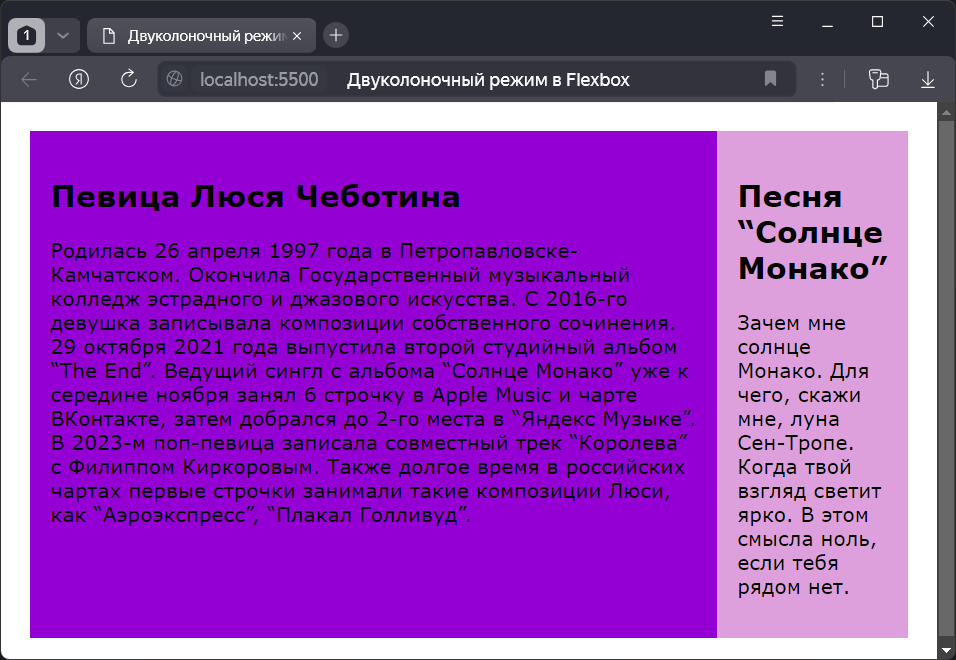 1
Двуколоночный режи
localhost:5500 Двуколоночный режим в Flexbox
Певица Люся Чеботина
Родилась 26 апреля 1997 года в Петропавловске-
Камчатском. Окончила Государственный музыкальный
колледж эстрадного и джазового искусства. С 2016-го
девушка записывала композиции собственного сочинения.
29 октября 2021 года выпустила второй студийный альбом
“The End”. Ведущий сингл с альбома “Солнце Монако” уже к
середине ноября занял 6 строчку в Apple Music и чарте
ВКонтакте, затем добрался до 2-го места в “Яндекс Музыке”.
В 2023-м поп-певица записала совместный трек “Королева”
с Филиппом Киркоровым. Также долгое время в российских
чартах первые строчки занимали такие композиции Люси,
как “Аэроэкспресс”, “Плакал Голливуд”.
Песня
“Солнце
Монако”
Зачем мне
солнце
Монако. Для
чего, скажи
мне, луна
Сен-Тропе.
Когда твой
взгляд светит
ярко. В этом
смысла ноль,
если тебя
рядом нет.